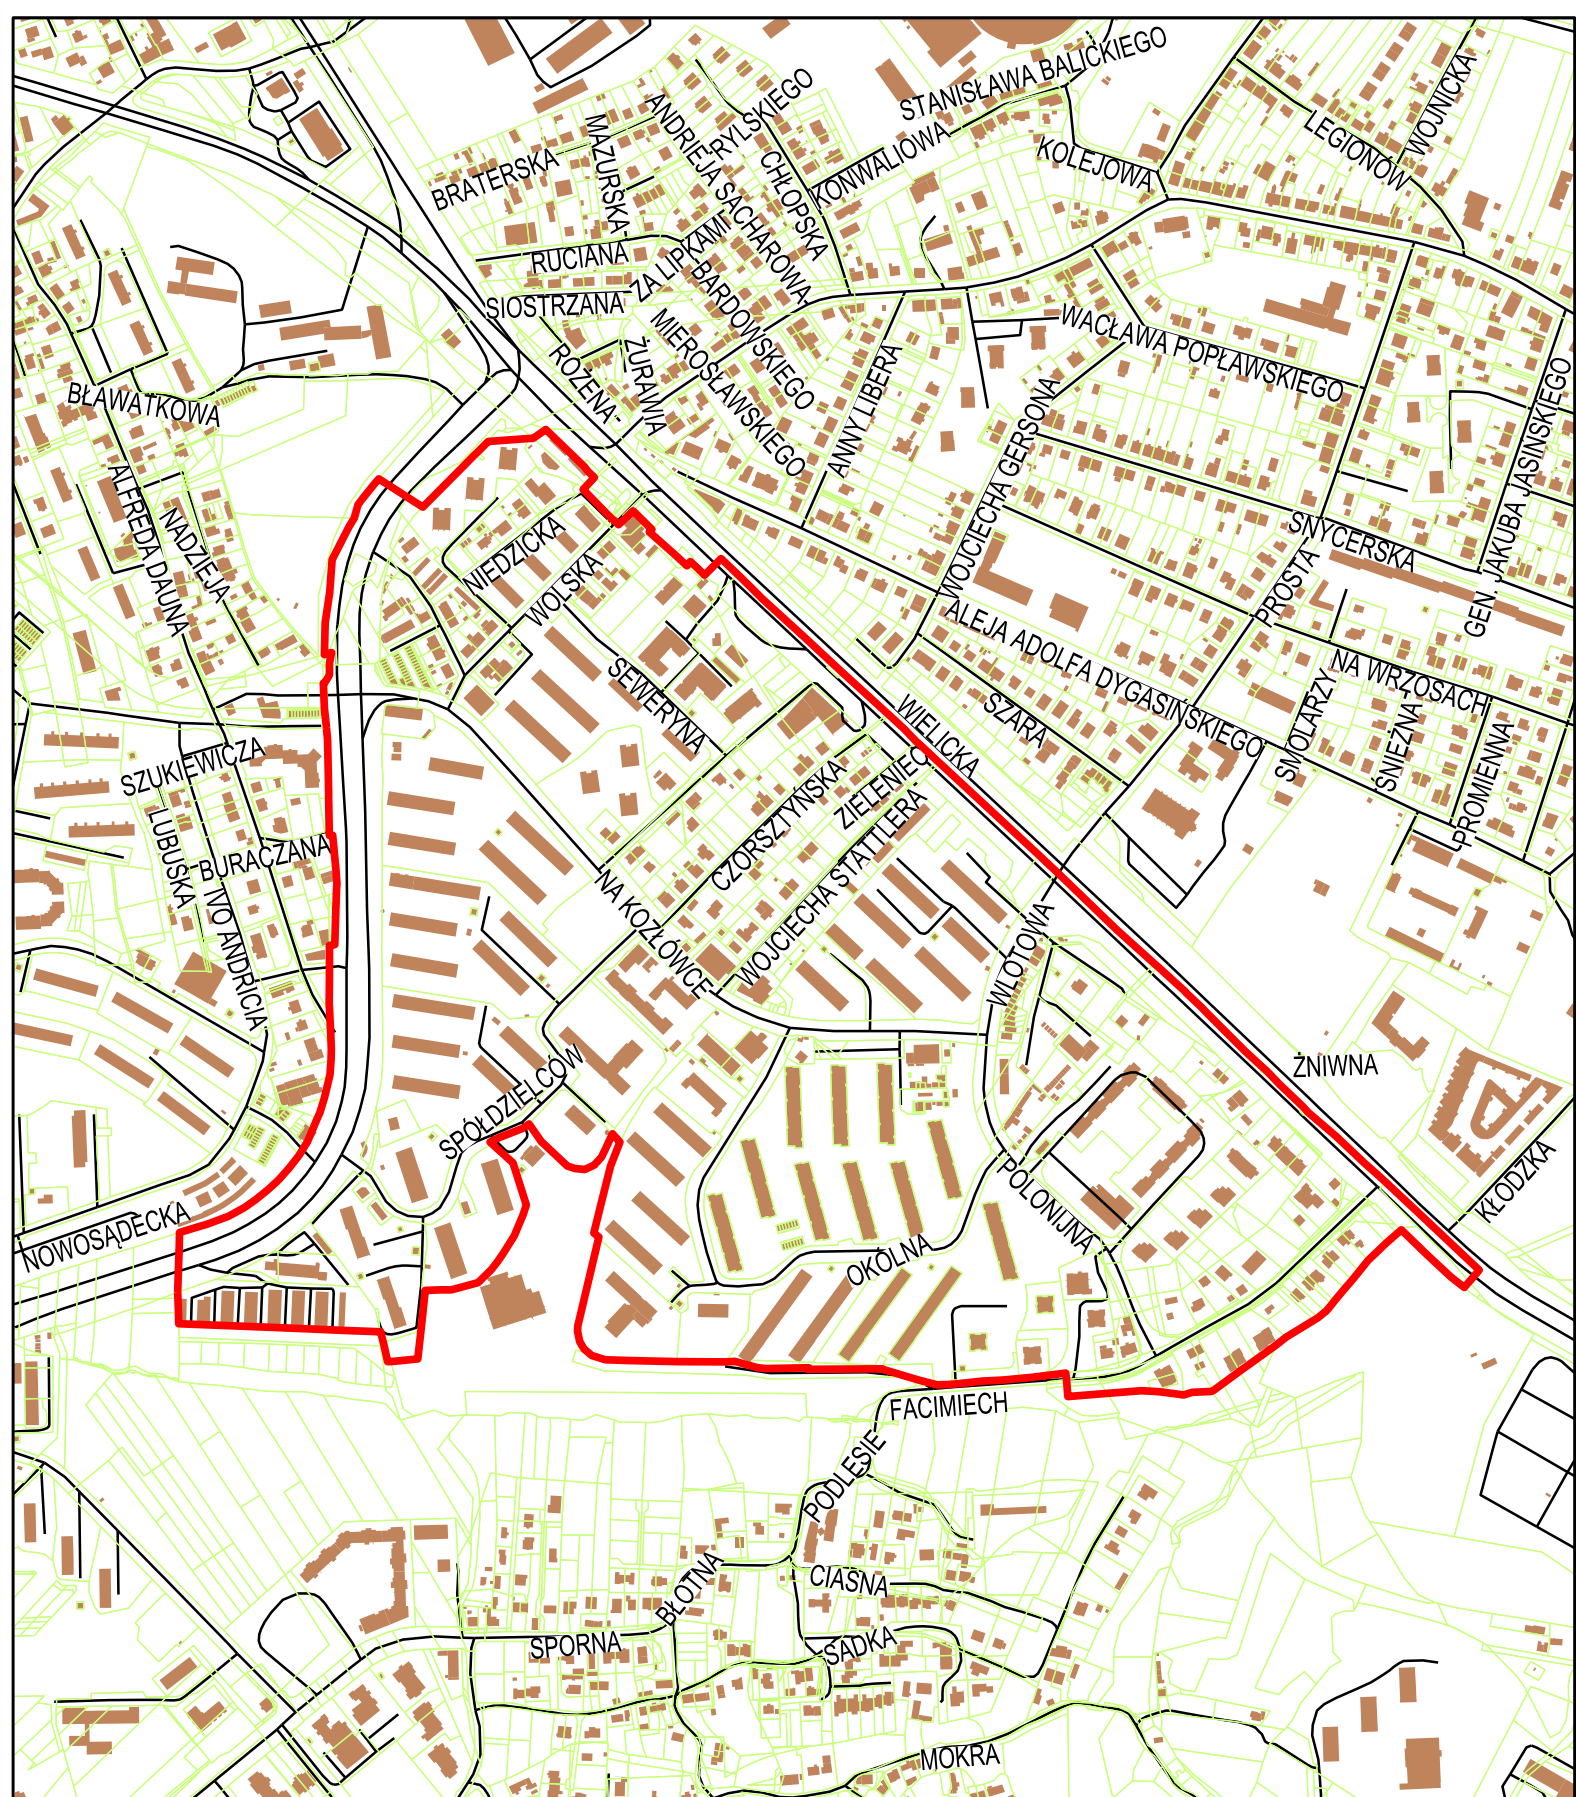 STANISŁAWA BALICKIEGO
WOJNICKA
RYLSKIEGO
ANDRIEJA SACHAROWA
MAZURSKA
LEGIONÓW
KONWALIOWA
KOLEJOWA
BRATERSKA
CHŁOPSKA
RUCIANA
ZA LIPKAMI
SIOSTRZANA
BARDOWSKIEGO
MIEROSŁAWSKIEGO
WACŁAWA POPŁAWSKIEGO
ROŻENA-
ŻURAWIA
ANNY LIBERA
BŁAWATKOWA
WOJCIECHA GERSONA
GEN. JAKUBA JASIŃSKIEGO
ALFREDA DAUNA
NADZIEJA
NIEDZICKA
WOLSKA
SNYCERSKA
PROSTA
ALEJA ADOLFA DYGASIŃSKIEGO
NA WRZOSACH
SEWERYNA
SZARA
SMOLARZY
ŚNIEŻNA
PROMIENNA
WIELICKA
SZUKIEWICZA
CZORSZTYŃSKA
ZIELENIEC
LUBUSKA
BURACZANA
WOJCIECHA STATTLERA
NA KOZŁÓWCE
IVO ANDRICIA
WLOTOWA
SPÓŁDZIELCÓW
ŻNIWNA
POLONIJNA
KŁODZKA
NOWOSĄDECKA
OKÓLNA
FACIMIECH
PODLESIE
BŁOTNA
CIASNA
SPORNA
SADKA
MOKRA